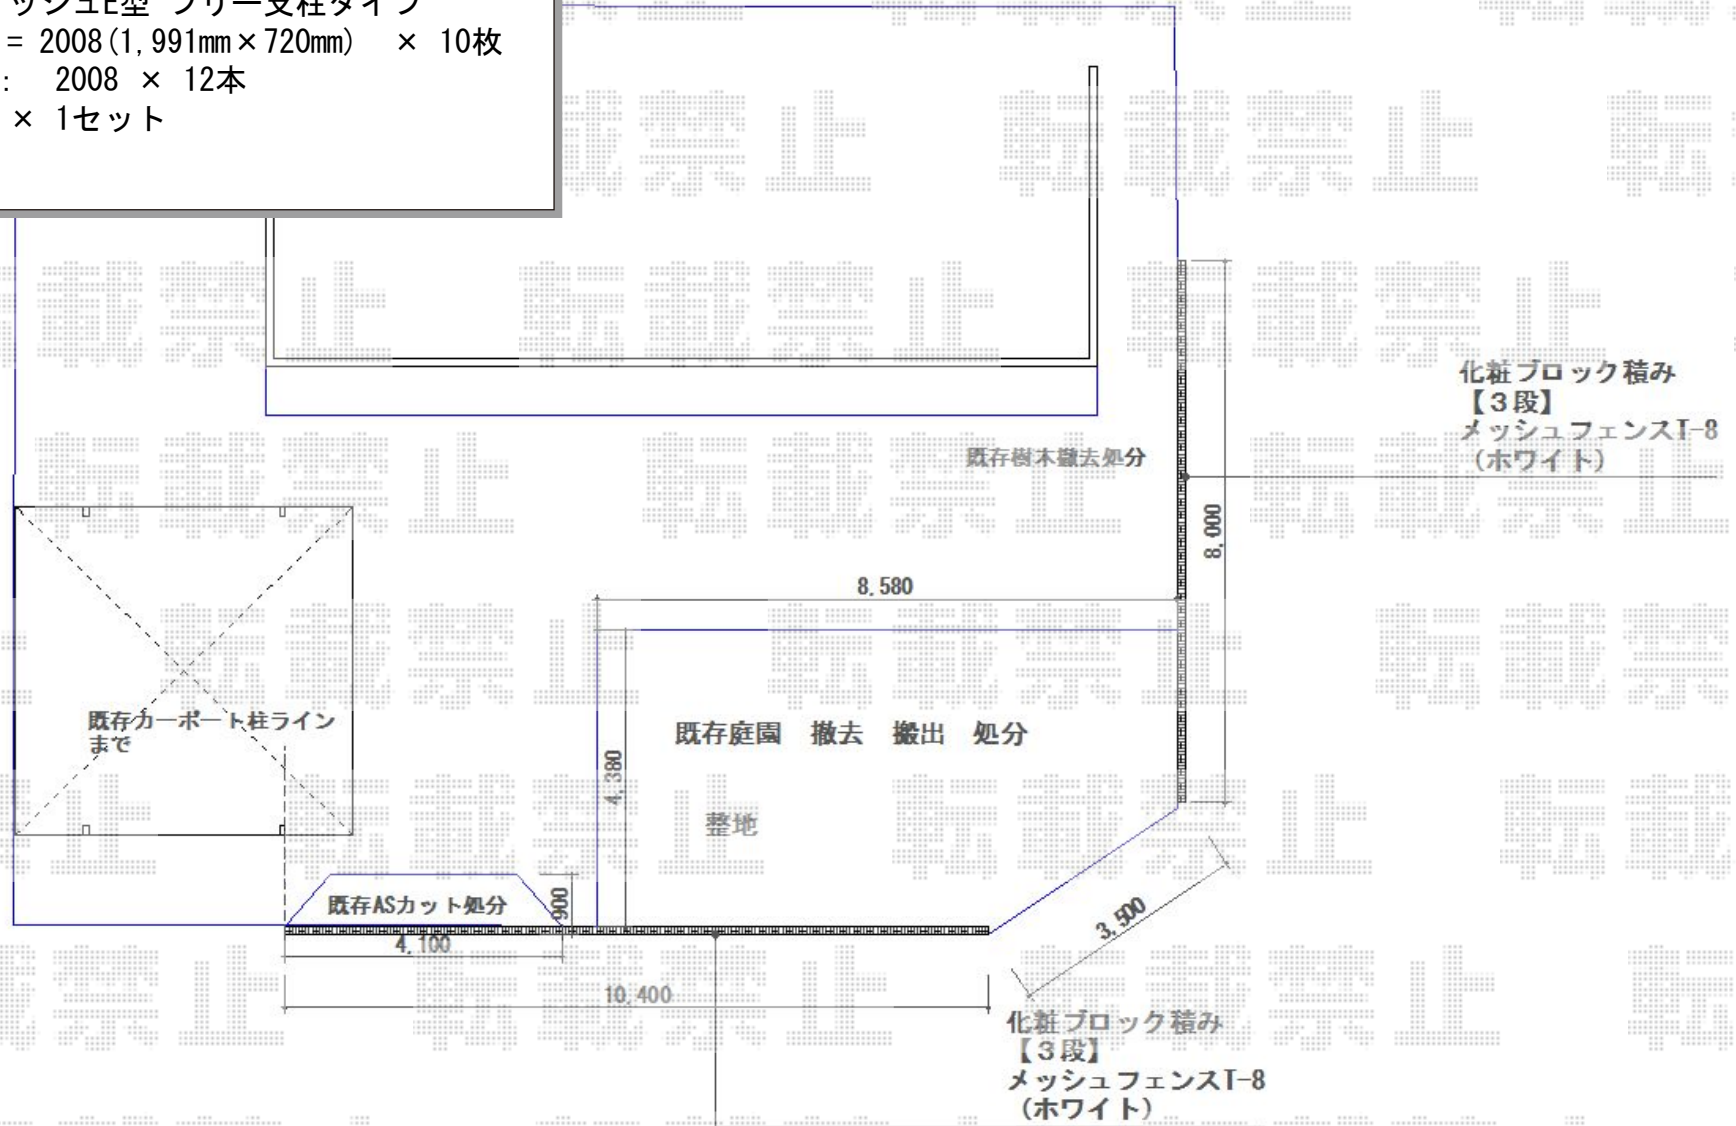 ッシュE型 フリー支柱タイプ
= 2008(1,991㎜×720㎜) × 10枚
: 2008 × 12本
× 1セット
化粧ブロック積み
【３段】
メッシュフェンスT-8
（ホワイト）
既存樹木撤去処分
8,000
8,580
既存カーポート柱ライン
まで
既存庭園 撤去 搬出 処分
4,380
整地
既存ASカット処分
900
4,100
3,500
10,400
化粧ブロック積み
【３段】
メッシュフェンスT-8
（ホワイト）
転載禁止